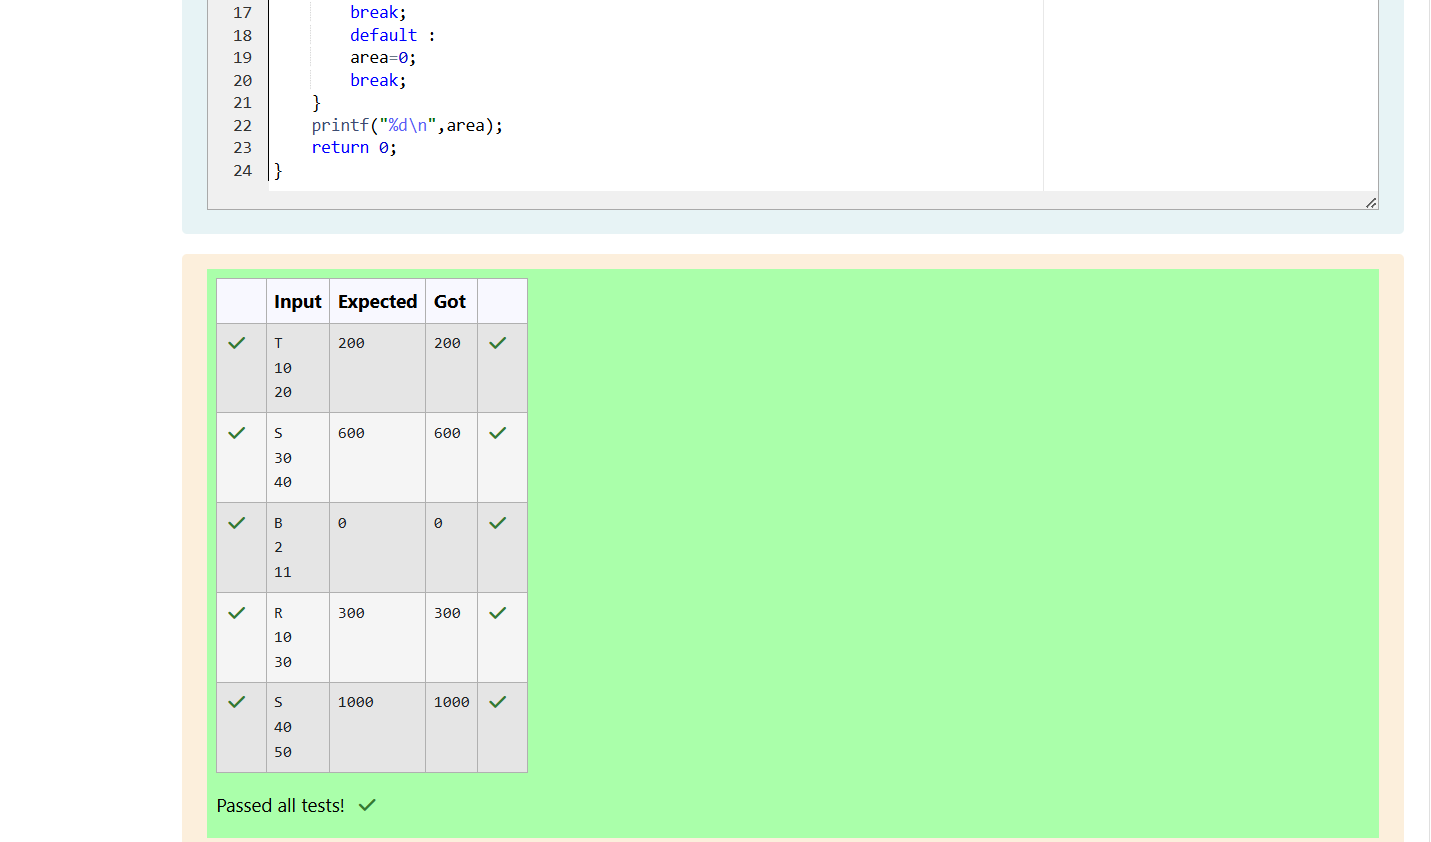 17 break;
18 default :
19 area=0;
20 break;
21 }
22 printf("%d\n",area);
23 return 0;
24 }
Input Expected Got
T 200 200
10
20
S 600 600
30
40
B 0 0
2
11
R 300 300
10
30
S 1000 1000
40
50
Passed all tests!